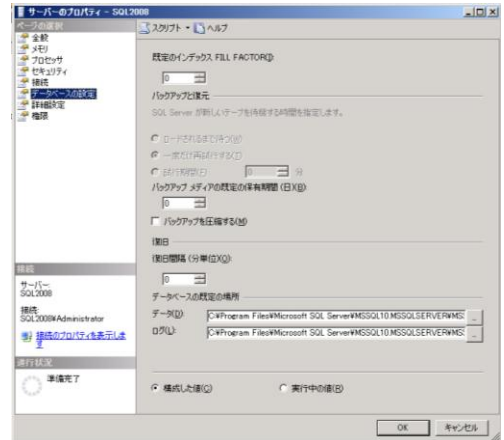 サーバーのプロパティ - SQL2008
ページの選択
全般
メモリ
プロセッサ
セキュリティ
接続
データベースの設定
詳細設定
権限
スクリプト
ヘルプ
既定のインデックス FILL FACTOR(I):
0
バックアップと復元
SQL Server が新しいテープを待機する時間を指定します。
ロードされるまで待つ(W)
一度だけ再試行する(T)
試行期間(F)
0
分
バックアップ メディアの既定の保有期間 (日)(B)
0
バックアップを圧縮する(M)
復旧
復旧間隔 (分単位)(O):
0
データベースの既定の場所
データ(D):
C:¥Program Files¥Microsoft SQL Server¥MSSQL10.MSSQLSERVER¥MS
...
ログ(L):
C:¥Program Files¥Microsoft SQL Server¥MSSQL10.MSSQLSERVER¥MS
...
構成した値(C)
実行中の値(R)
接続
サーバー:
SQL2008
接続:
SQL2008¥Administrator
接続のプロパティを表示しま
す
進行状況
準備完了
OK
キャンセル